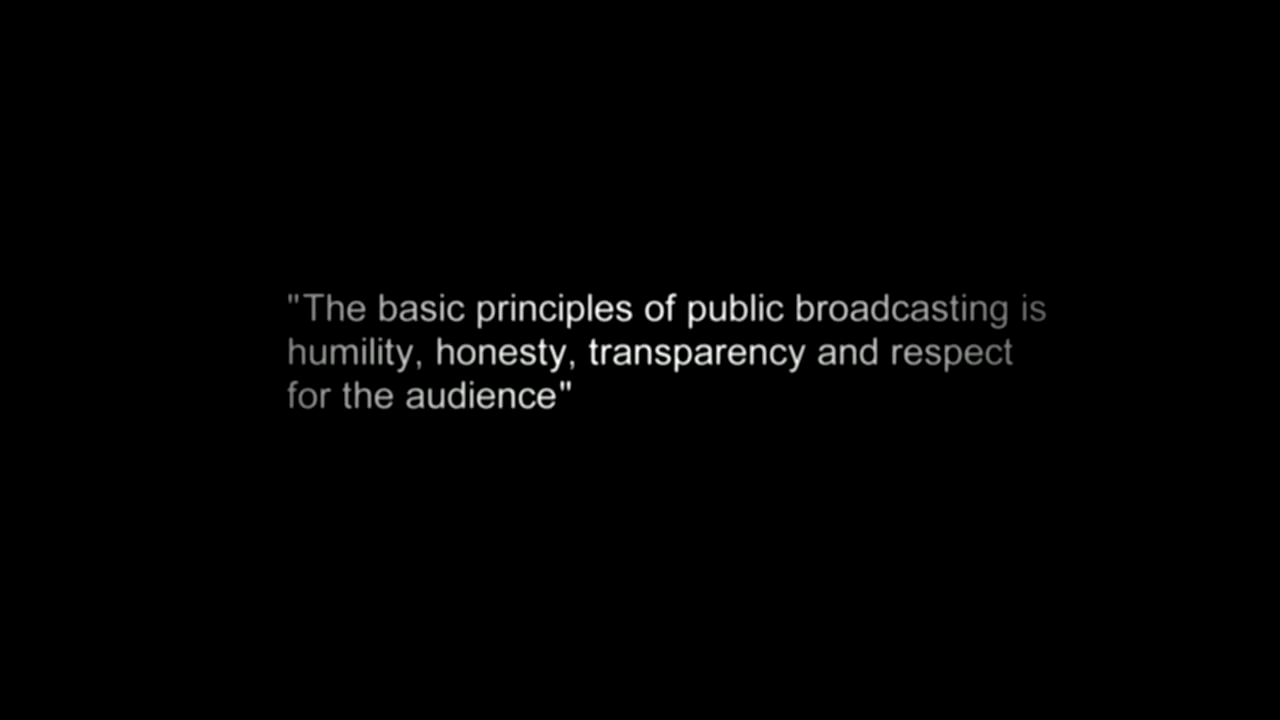 "The basic principles of public broadcasting is
humility, honesty, transparency and respect
for the audience"